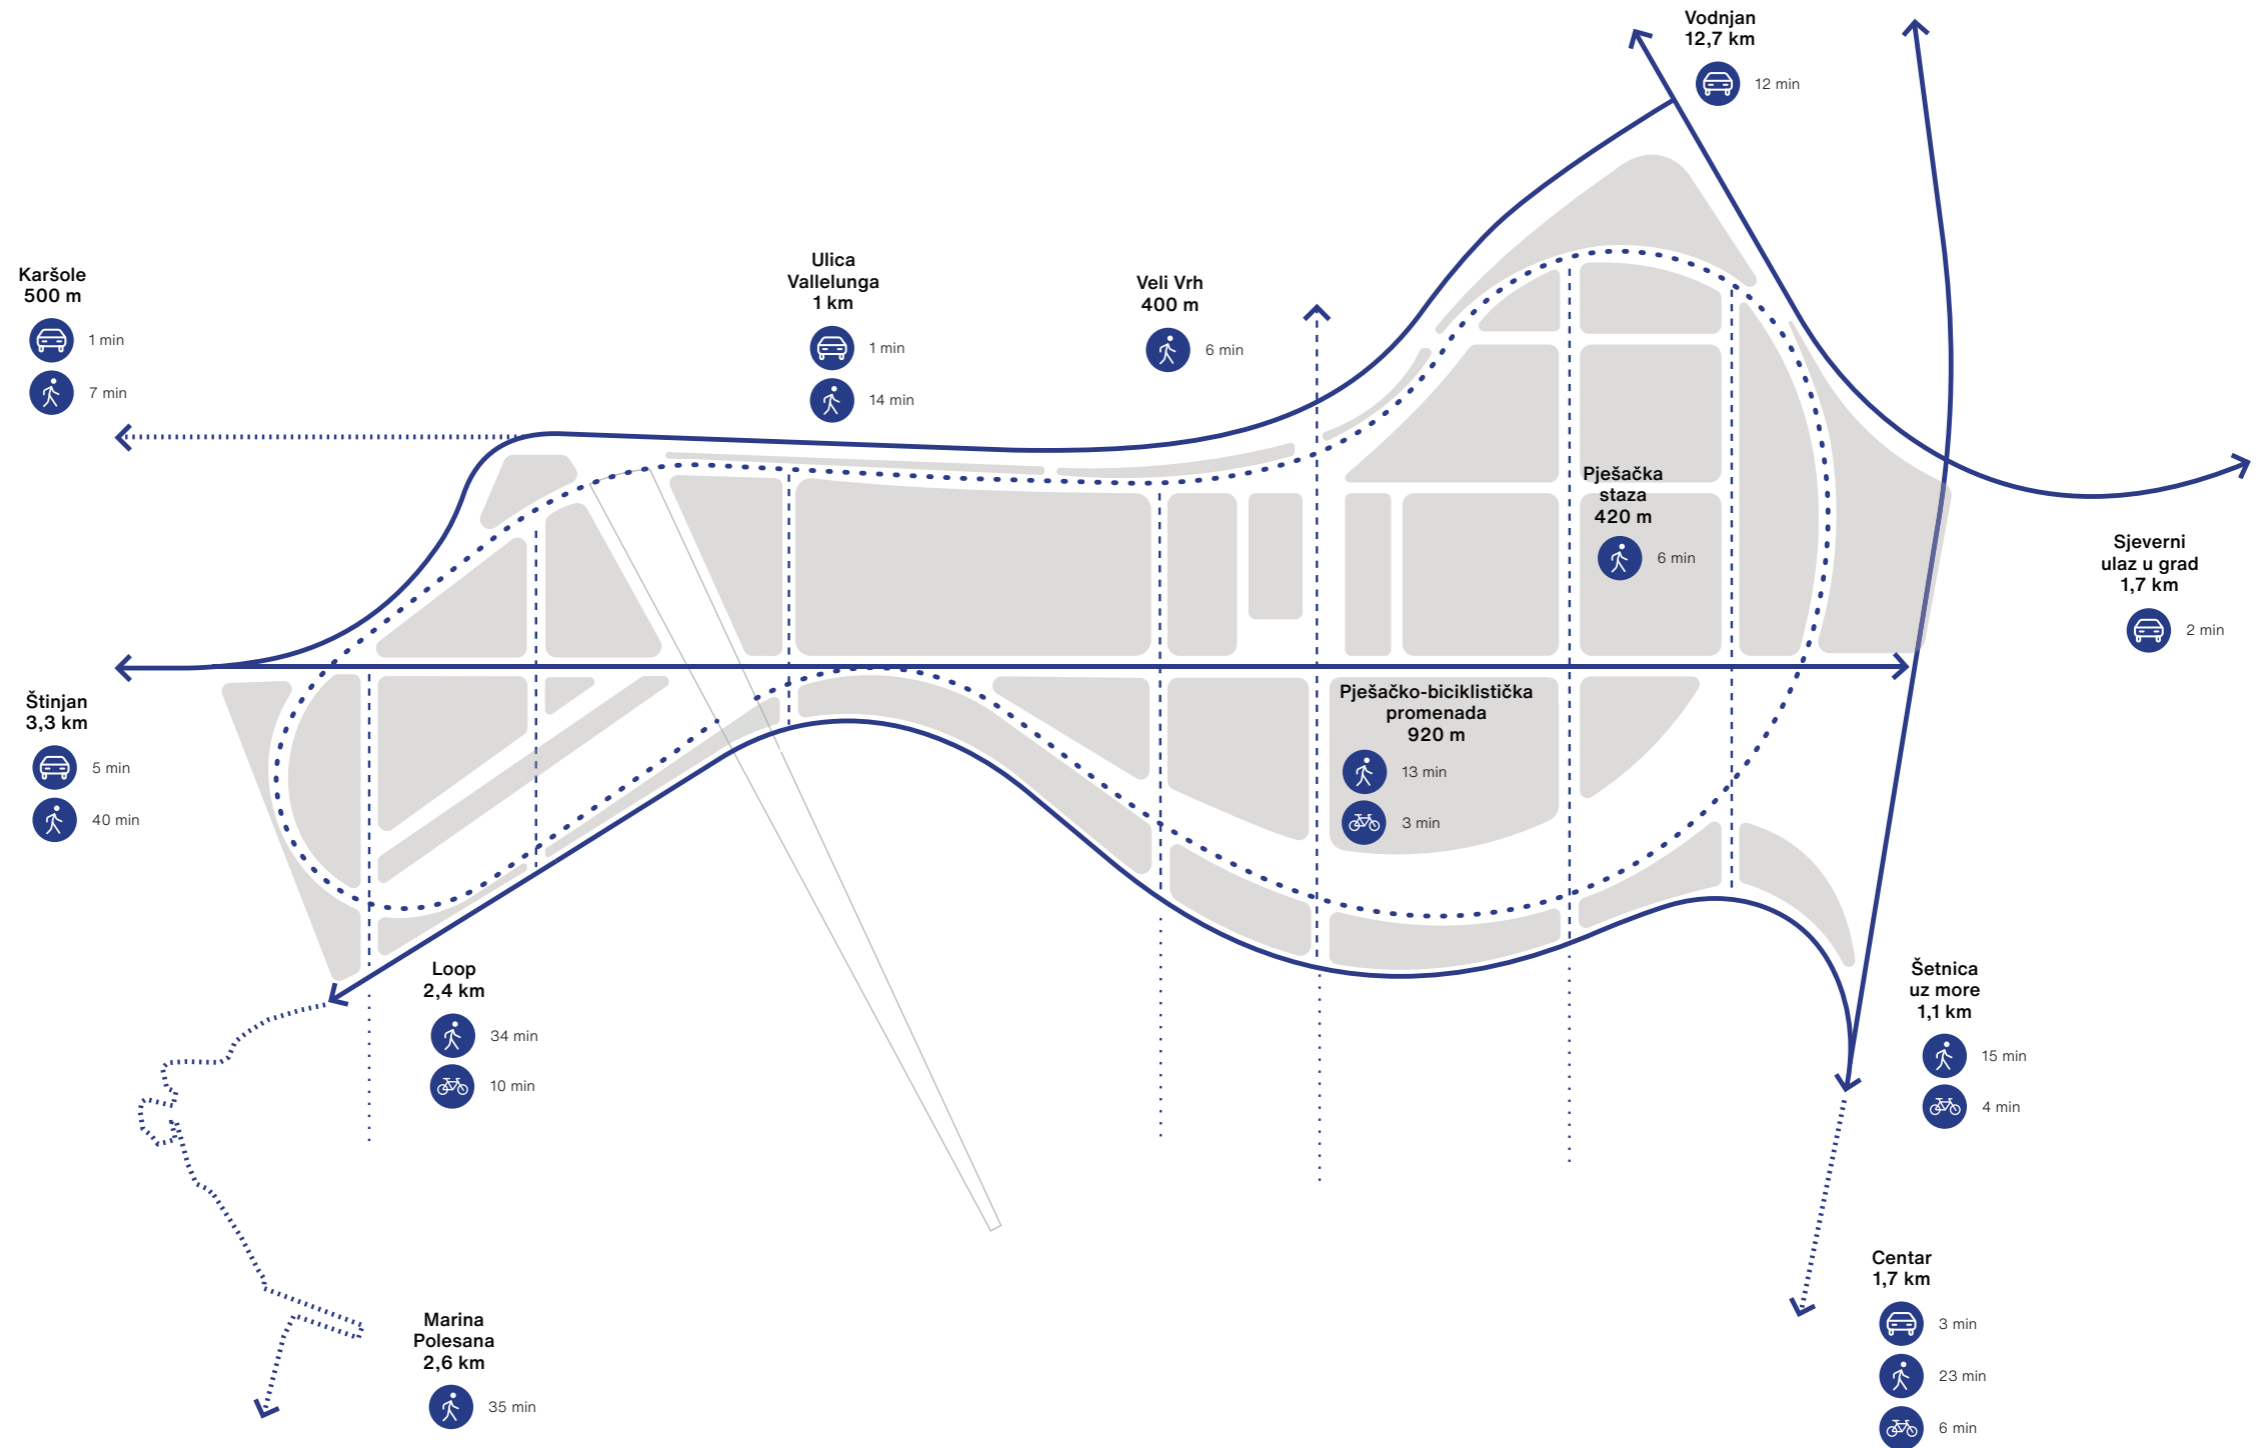 Vodnjan
12,7 km
12 min
Karšole
500 m
1 min
7 min
Ulica
Vallelunga
1 km
1 min
14 min
Veli Vrh
400 m
6 min
Pješačka
staza
420 m
6 min
Sjeverni
ulaz u grad
1,7 km
2 min
Štinjan
3,3 km
5 min
40 min
Pješačko-biciklistička
promenada
920 m
13 min
3 min
Loop
2,4 km
34 min
10 min
Šetnica
uz more
1,1 km
15 min
4 min
Marina
Polesana
2,6 km
35 min
Centar
1,7 km
3 min
23 min
6 min